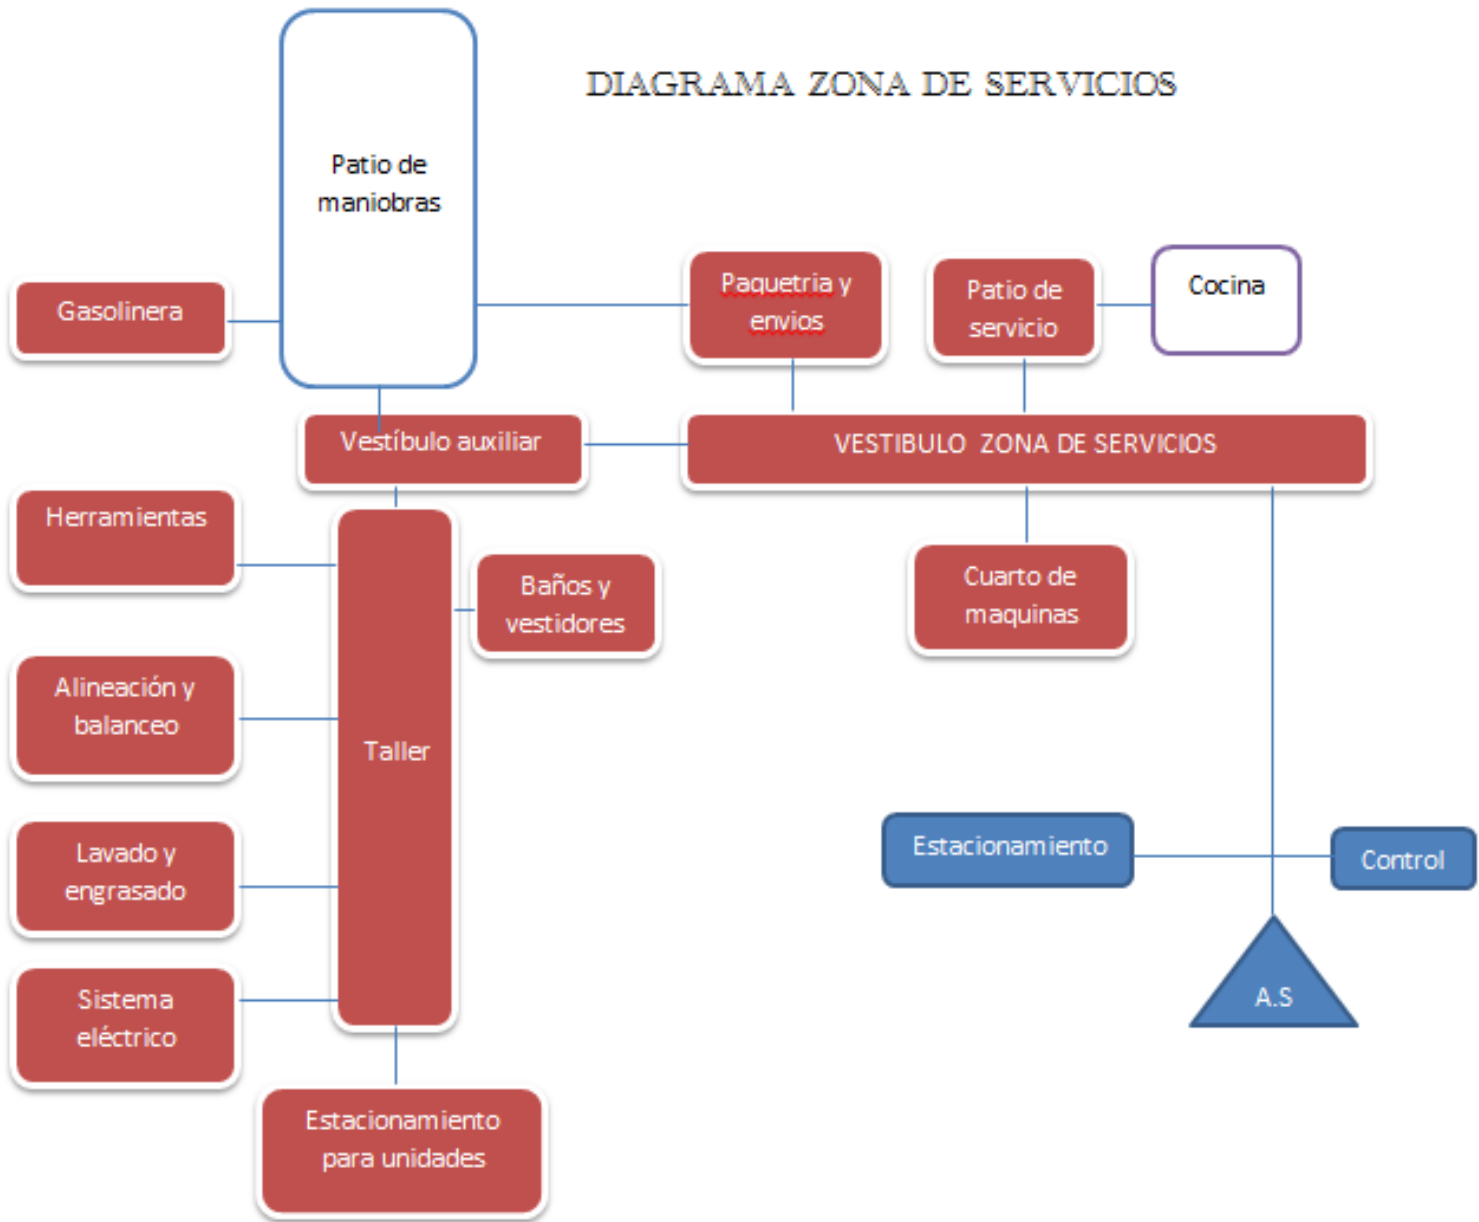 DIAGRAMA ZONA DE SERVICIOS
Patio de
maniobras
Gasolinera
Paquetria y
envios
Patio de
servicio
Cocina
Vestíbulo auxiliar
VESTIBULO ZONA DE SERVICIOS
Herramientas
Baños y
vestidores
Cuarto de
maquinas
Alineación y
balanceo
Taller
Lavado y
engrasado
Estacionamiento
Control
Sistema
eléctrico
A.S
Estacionamiento
para unidades